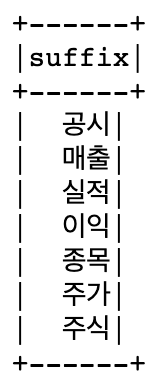 +------+
|suffix|
+------+
|  공시|
|  매출|
|  실적|
|  이익|
|  종목|
|  주가|
|  주식|
+------+